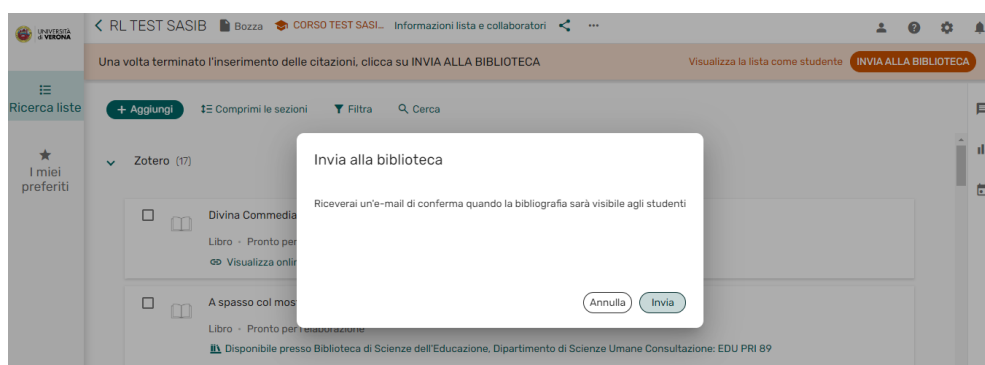 UNIVERSITÀ di VERONA
RL TEST SASIB Bozza CORSO TEST SASI... Informazioni lista e collaboratori ...
Una volta terminato l'inserimento delle citazioni, clicca su INVIA ALLA BIBLIOTECA Visualizza la lista come studente INVIA ALLA BIBLIOTECA
Ricerca liste
+ Aggiungi Comprimi le sezioni Filtra Cerca
I miei preferiti
Zotero (17)
Invia alla biblioteca
Riceverai un'e-mail di conferma quando la bibliografia sarà visibile agli studenti
Annulla Invia
Divina Commedia
Libro · Pronto per
Visualizza onlin
A spasso col mos
Libro · Pronto per l'elaborazione
Disponibile presso Biblioteca di Scienze dell'Educazione, Dipartimento di Scienze Umane Consultazione: EDU PRI 89